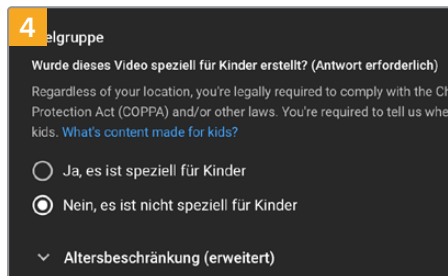 4
elgruppe
Wurde dieses Video speziell für Kinder erstellt? (Antwort erforderlich)
Regardless of your location, you're legally required to comply with the Ch
Protection Act (COPPA) and/or other laws. You're required to tell us whe
kids. What's content made for kids?
Ja, es ist speziell für Kinder
Nein, es ist nicht speziell für Kinder
Altersbeschränkung (erweitert)